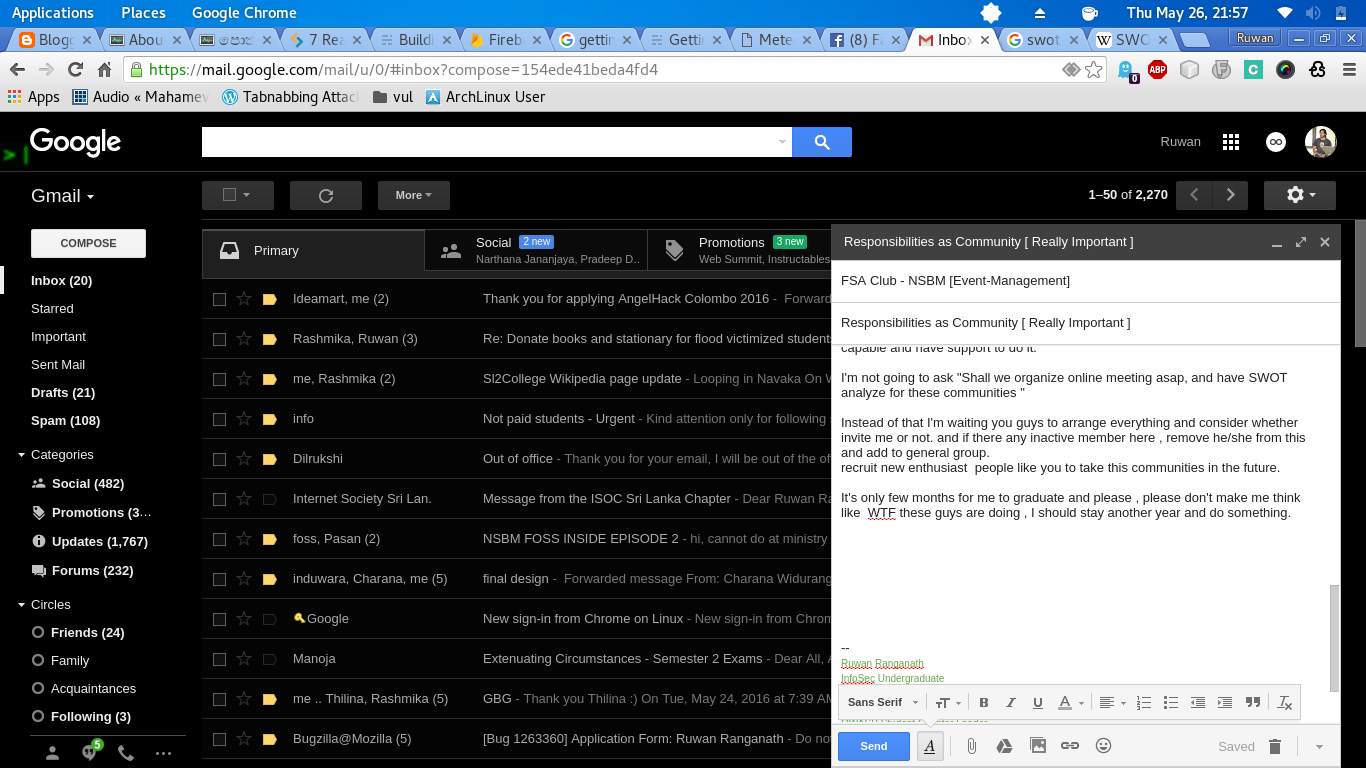 Applications Places Google Chrome Thu May 26, 21:57
Blogg Abou පොස 7 Rea Buildi Fireba gettin Getti Mete (8) Fa Inbox swot SWO Ruwan
https://mail.google.com/mail/u/0/#inbox?compose=154ede41beda4fd4 0 ABP C
Apps Audio « Mahamev Tabnabbing Attac vul ArchLinux User
Google
> |
Ruwan
Gmail
More
1–50 of 2,270
COMPOSE
Inbox (20)
Starred
Important
Sent Mail
Drafts (21)
Spam (108)
Categories
Social (482)
Promotions (3…
Updates (1,767)
Forums (232)
Circles
Friends (24)
Family
Acquaintances
Following (3)
5
Primary
Social 2 new
Narthana Jananjaya, Pradeep D..
Promotions 3 new
Web Summit, Instructables
Ideamart, me (2) Thank you for applying AngelHack Colombo 2016 - Forward
Rashmika, Ruwan (3) Re: Donate books and stationary for flood victimized student
me, Rashmika (2) Sl2College Wikipedia page update - Looping in Navaka On W
info Not paid students - Urgent - Kind attention only for following s
Dilrukshi Out of office - Thank you for your email, I will be out of the of
Internet Society Sri Lan. Message from the ISOC Sri Lanka Chapter - Dear Ruwan Ra
foss, Pasan (2) NSBM FOSS INSIDE EPISODE 2 - hi, cannot do at ministry
induwara, Charana, me (5) final design - Forwarded message From: Charana Widurang
Google New sign-in from Chrome on Linux - New sign-in from Chrom
Manoja Extenuating Circumstances - Semester 2 Exams - Dear All, A
me .. Thilina, Rashmika (5) GBG - Thank you Thilina :) On Tue, May 24, 2016 at 7:39 AM
Bugzilla@Mozilla (5) [Bug 1263360] Application Form: Ruwan Ranganath - Do not
Responsibilities as Community [ Really Important ]
FSA Club - NSBM [Event-Management]
Responsibilities as Community [ Really Important ]
capable and have support to do it.
I'm not going to ask "Shall we organize online meeting asap, and have SWOT
analyze for these communities "
Instead of that I'm waiting you guys to arrange everything and consider whether
invite me or not. and if there any inactive member here , remove he/she from this
and add to general group.
recruit new enthusiast people like you to take this communities in the future.
It's only few months for me to graduate and please , please don't make me think
like WTF these guys are doing , I should stay another year and do something.
--
Ruwan Ranganath
InfoSec Undergraduate
Sans Serif TT B I U A
Send A Saved